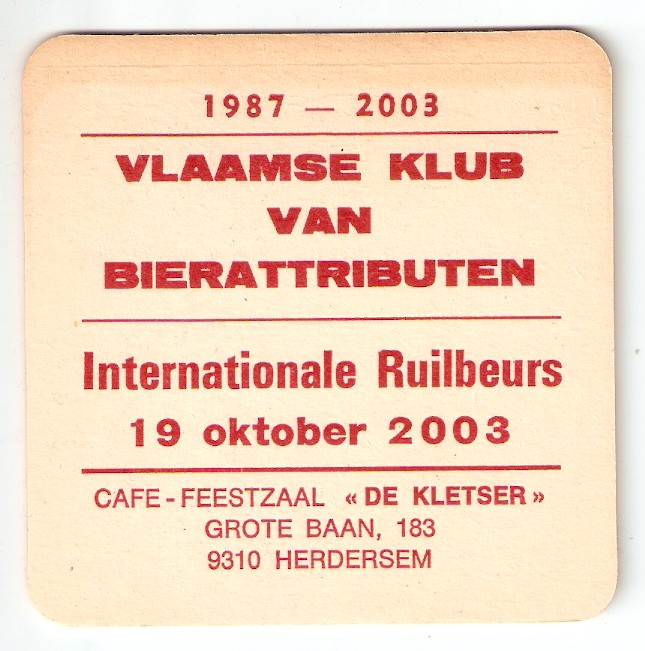 1987 — 2003
VLAAMSE KLUB
VAN
BIERATTRIBUTEN
Internationale Ruilbeurs
19 oktober 2003
CAFE-FEESTZAAL «DE KLETSER»
GROTE BAAN, 183
9310 HERDERSEM